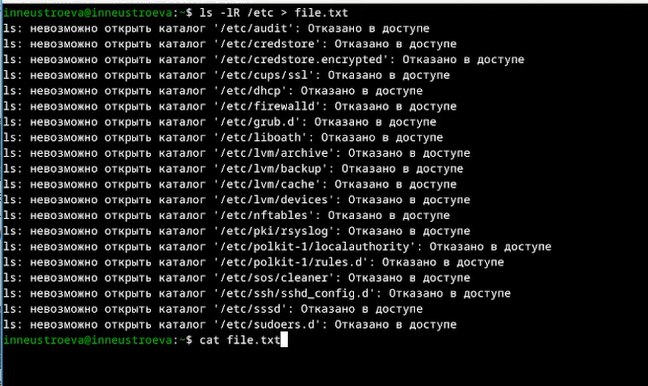 inneustroeva@inneustroeva:~$ ls -lR /etc > file.txt
ls: невозможно открыть каталог '/etc/audit': Отказано в доступе
ls: невозможно открыть каталог '/etc/credstore': Отказано в доступе
ls: невозможно открыть каталог '/etc/credstore.encrypted': Отказано в доступе
ls: невозможно открыть каталог '/etc/cups/ssl': Отказано в доступе
ls: невозможно открыть каталог '/etc/dhcp': Отказано в доступе
ls: невозможно открыть каталог '/etc/firewalld': Отказано в доступе
ls: невозможно открыть каталог '/etc/grub.d': Отказано в доступе
ls: невозможно открыть каталог '/etc/liboath': Отказано в доступе
ls: невозможно открыть каталог '/etc/lvm/archive': Отказано в доступе
ls: невозможно открыть каталог '/etc/lvm/backup': Отказано в доступе
ls: невозможно открыть каталог '/etc/lvm/cache': Отказано в доступе
ls: невозможно открыть каталог '/etc/lvm/devices': Отказано в доступе
ls: невозможно открыть каталог '/etc/nftables': Отказано в доступе
ls: невозможно открыть каталог '/etc/pki/rsyslog': Отказано в доступе
ls: невозможно открыть каталог '/etc/polkit-1/localauthority': Отказано в доступе
ls: невозможно открыть каталог '/etc/polkit-1/rules.d': Отказано в доступе
ls: невозможно открыть каталог '/etc/sos/cleaner': Отказано в доступе
ls: невозможно открыть каталог '/etc/ssh/sshd_config.d': Отказано в доступе
ls: невозможно открыть каталог '/etc/sssd': Отказано в доступе
ls: невозможно открыть каталог '/etc/sudoers.d': Отказано в доступе
inneustroeva@inneustroeva:~$ cat file.txt